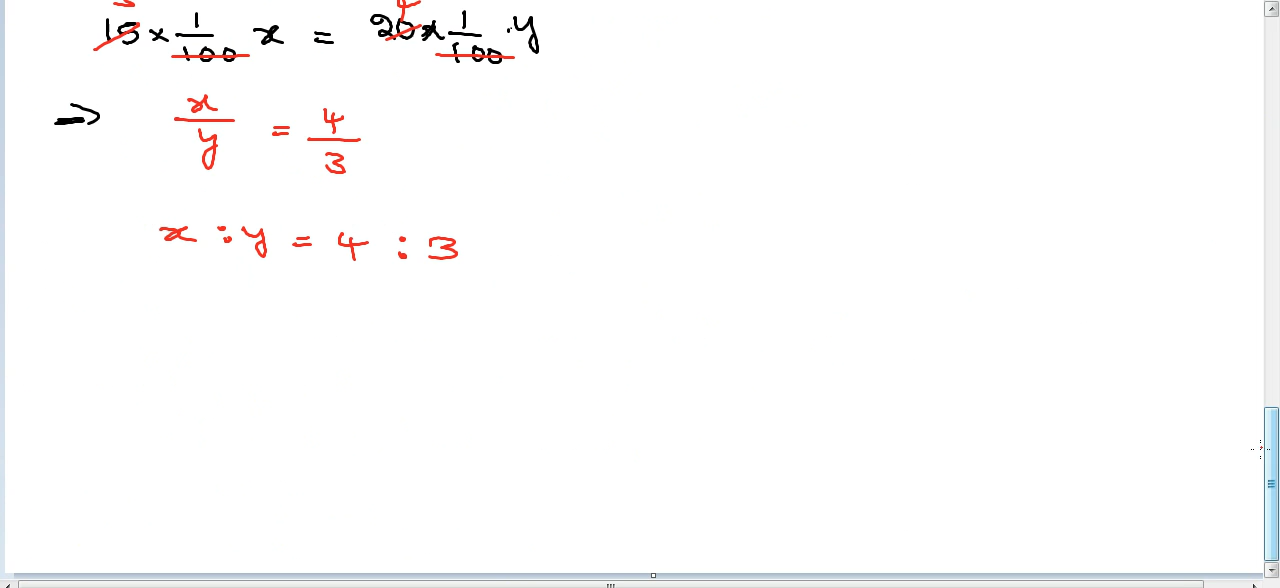 15 × 1/100 x = 20 × 1/100 · y
⇒ x/y = 4/3
x : y = 4 : 3